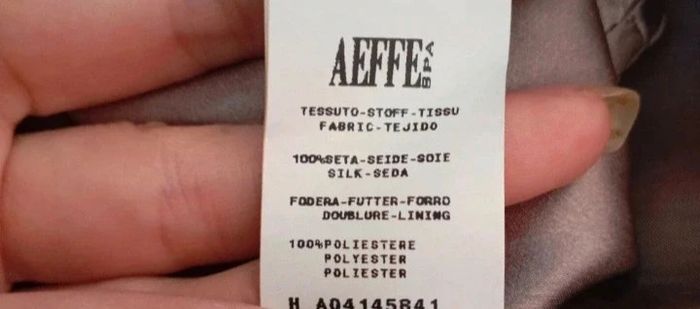 AEFFE SPA
TESSUTO-STOFF-TISSU
FABRIC-TEJIDO
100%SETA-SEIDE-SOIE
SILK-SEDA
FODERA-FUTTER-FORRO
DOUBLURE-LINING
100%POLIESTERE
POLYESTER
POLIESTER
H A04145841